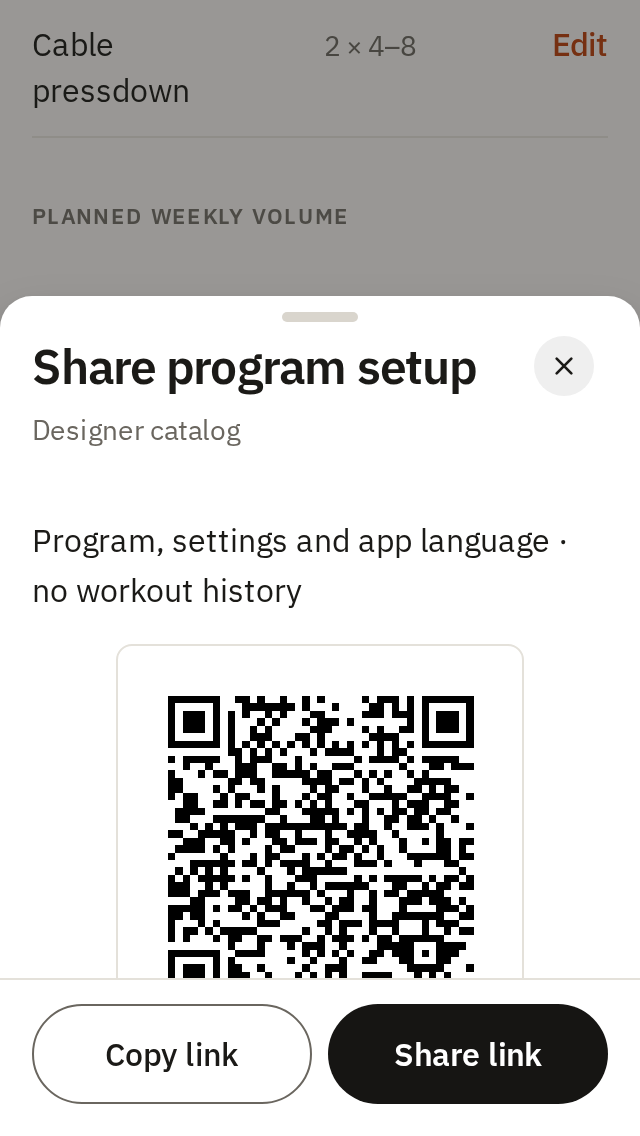 Cable 2 × 4–8 Edit
pressdown
PLANNED WEEKLY VOLUME
Share program setup
Designer catalog
Program, settings and app language ·
no workout history
Copy link Share link